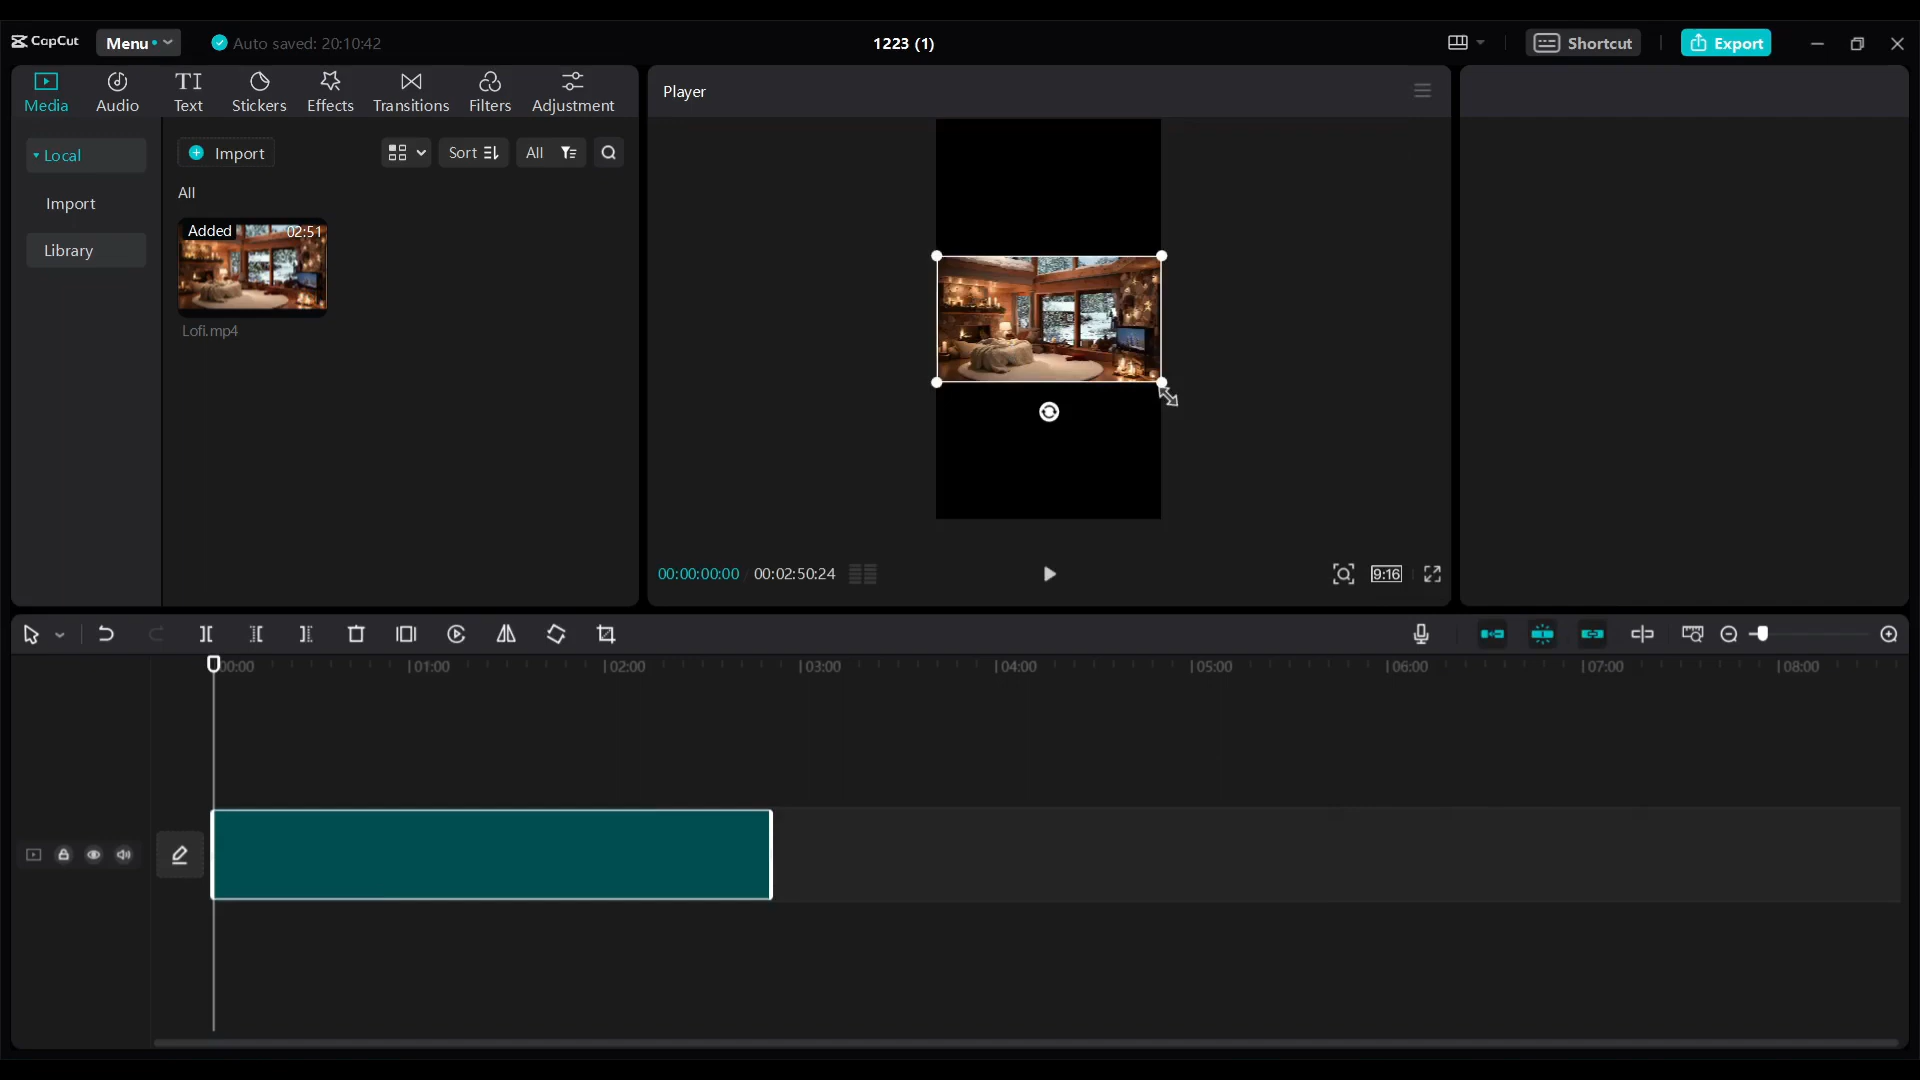 CapCut Menu Auto saved: 20:10:42 1223 (1) Shortcut Export
Media Audio Text Stickers Effects Transitions Filters Adjustment
Player
Local
Import
Library
Import Sort All
All
Added 02:51
Lofi.mp4
00:00:00:00 00:02:50:24 9:16
00:00 01:00 02:00 03:00 04:00 05:00 06:00 07:00 08:00